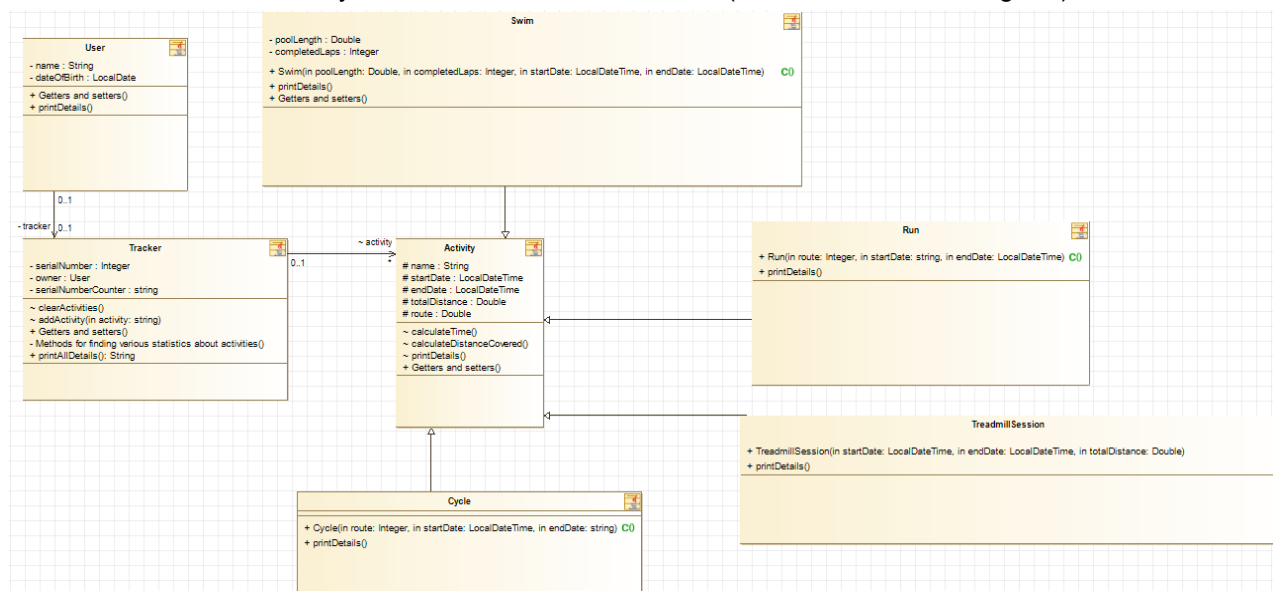 Swim
- poolLength : Double
- completedLaps : Integer
+ Swim(in poolLength: Double, in completedLaps: Integer, in startDate: LocalDateTime, in endDate: LocalDateTime) C()
+ printDetails()
+ Getters and setters()
User
- name : String
- dateOfBirth : LocalDate
+ Getters and setters()
+ printDetails()
0..1
- tracker 0..1
Tracker
- serialNumber : Integer
- owner : User
- serialNumberCounter : string
~ clearActivities()
~ addActivity(in activity: string)
+ Getters and setters()
- Methods for finding various statistics about activities()
+ printAllDetails(): String
0..1
~ activity
*
Activity
# name : String
# startDate : LocalDateTime
# endDate : LocalDateTime
# totalDistance : Double
# route : Double
~ calculateTime()
~ calculateDistanceCovered()
~ printDetails()
+ Getters and setters()
Run
+ Run(in route: Integer, in startDate: string, in endDate: LocalDateTime) C()
+ printDetails()
TreadmillSession
+ TreadmillSession(in startDate: LocalDateTime, in endDate: LocalDateTime, in totalDistance: Double)
+ printDetails()
Cycle
+ Cycle(in route: Integer, in startDate: LocalDateTime, in endDate: string) C()
+ printDetails()